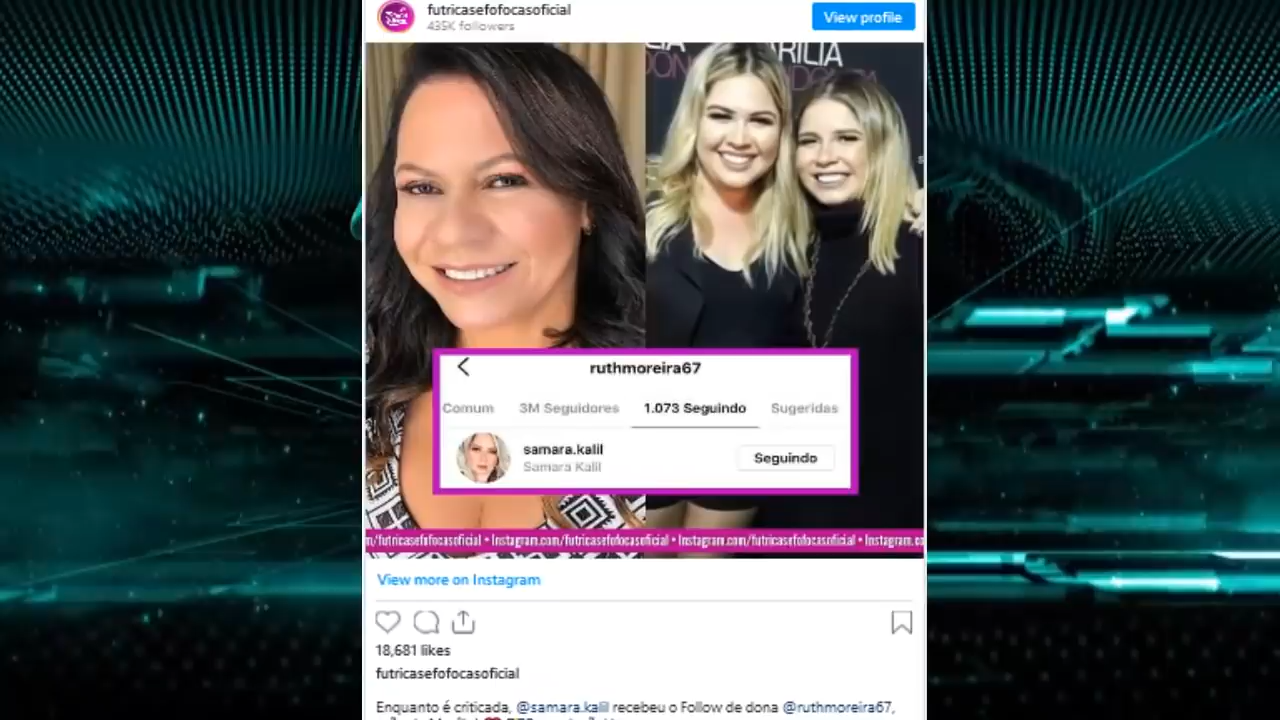 futricasefofocasoficial
435K followers
View profile
RÍLIA
ruthmoreira67
Comum 3M Seguidores 1.073 Seguindo Sugeridas
samara.kalil
Samara Kalil
Seguindo
m/futricasefofocasoficial • Instagram.com/futricasefofocasoficial • Instagram.com/futricasefofocasoficial • Instagram.co
View more on Instagram
18,681 likes
futricasefofocasoficial
Enquanto é criticada, @samara.kalil recebeu o Follow de dona @ruthmoreira67,